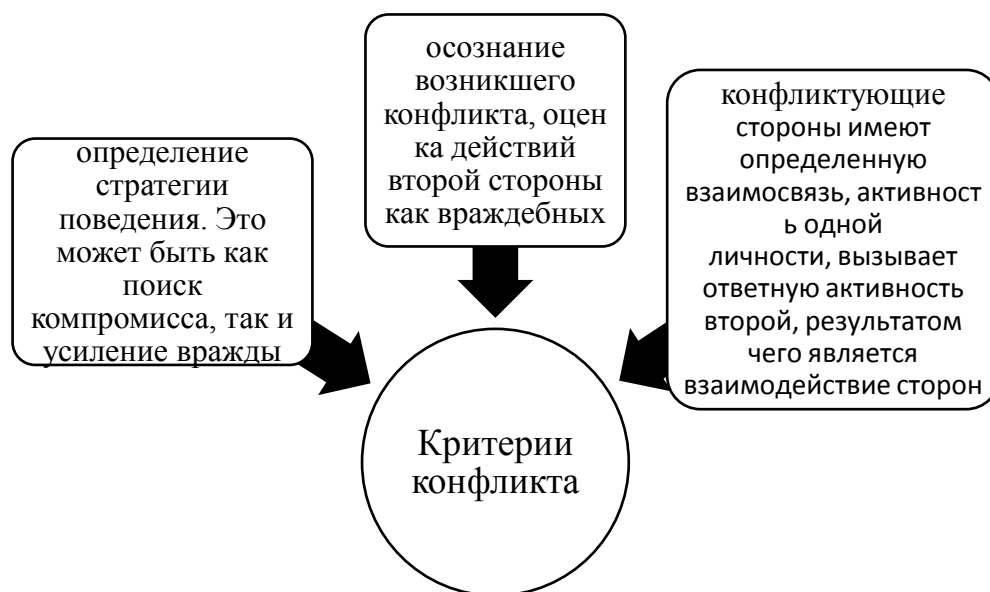 определение
стратегии
поведения. Это
может быть как
поиск
компромисса, так и
усиление вражды
осознание
возникшего
конфликта, оцен
ка действий
второй стороны
как враждебных
конфликтующие
стороны имеют
определенную
взаимосвязь, активност
ь одной
личности, вызывает
ответную активность
второй, результатом
чего является
взаимодействие сторон
Критерии
конфликта